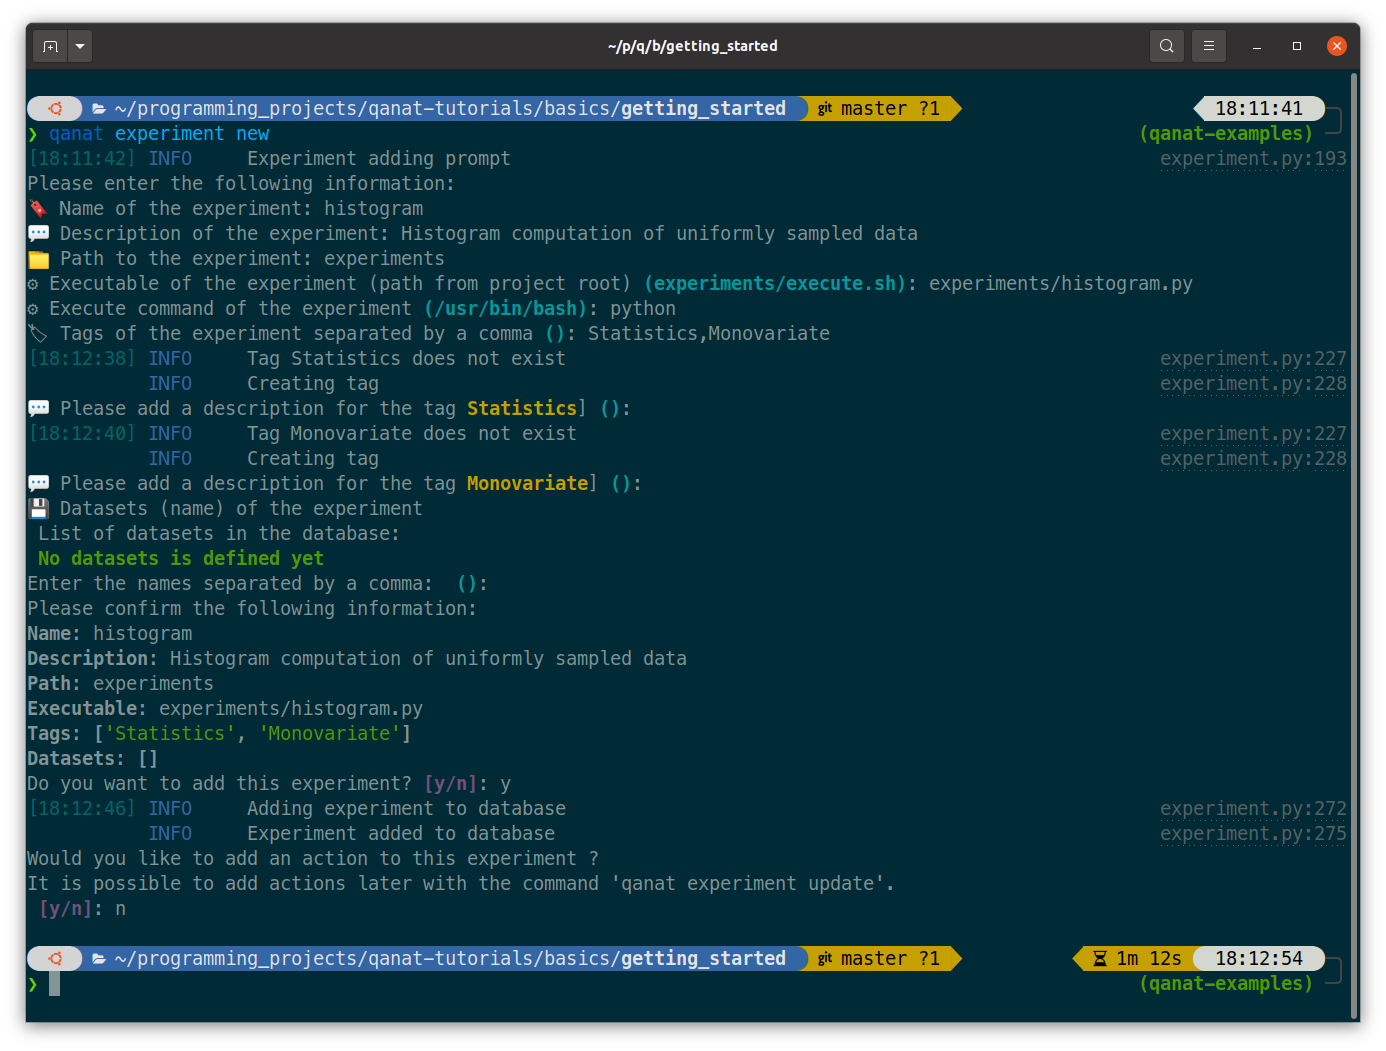 ~/p/q/b/getting_started
~/programming_projects/qanat-tutorials/basics/getting_started git master ?1 18:11:41
❯ qanat experiment new (qanat-examples)
[18:11:42] INFO Experiment adding prompt experiment.py:193
Please enter the following information:
🔖 Name of the experiment: histogram
💬 Description of the experiment: Histogram computation of uniformly sampled data
📁 Path to the experiment: experiments
⚙ Executable of the experiment (path from project root) (experiments/execute.sh): experiments/histogram.py
⚙ Execute command of the experiment (/usr/bin/bash): python
🏷 Tags of the experiment separated by a comma (): Statistics,Monovariate
[18:12:38] INFO Tag Statistics does not exist experiment.py:227
INFO Creating tag experiment.py:228
💬 Please add a description for the tag Statistics] ():
[18:12:40] INFO Tag Monovariate does not exist experiment.py:227
INFO Creating tag experiment.py:228
💬 Please add a description for the tag Monovariate] ():
💾 Datasets (name) of the experiment
List of datasets in the database:
No datasets is defined yet
Enter the names separated by a comma:  ():
Please confirm the following information:
Name: histogram
Description: Histogram computation of uniformly sampled data
Path: experiments
Executable: experiments/histogram.py
Tags: ['Statistics', 'Monovariate']
Datasets: []
Do you want to add this experiment? [y/n]: y
[18:12:46] INFO Adding experiment to database experiment.py:272
INFO Experiment added to database experiment.py:275
Would you like to add an action to this experiment ?
It is possible to add actions later with the command 'qanat experiment update'.
[y/n]: n
~/programming_projects/qanat-tutorials/basics/getting_started git master ?1 1m 12s 18:12:54
❯ (qanat-examples)